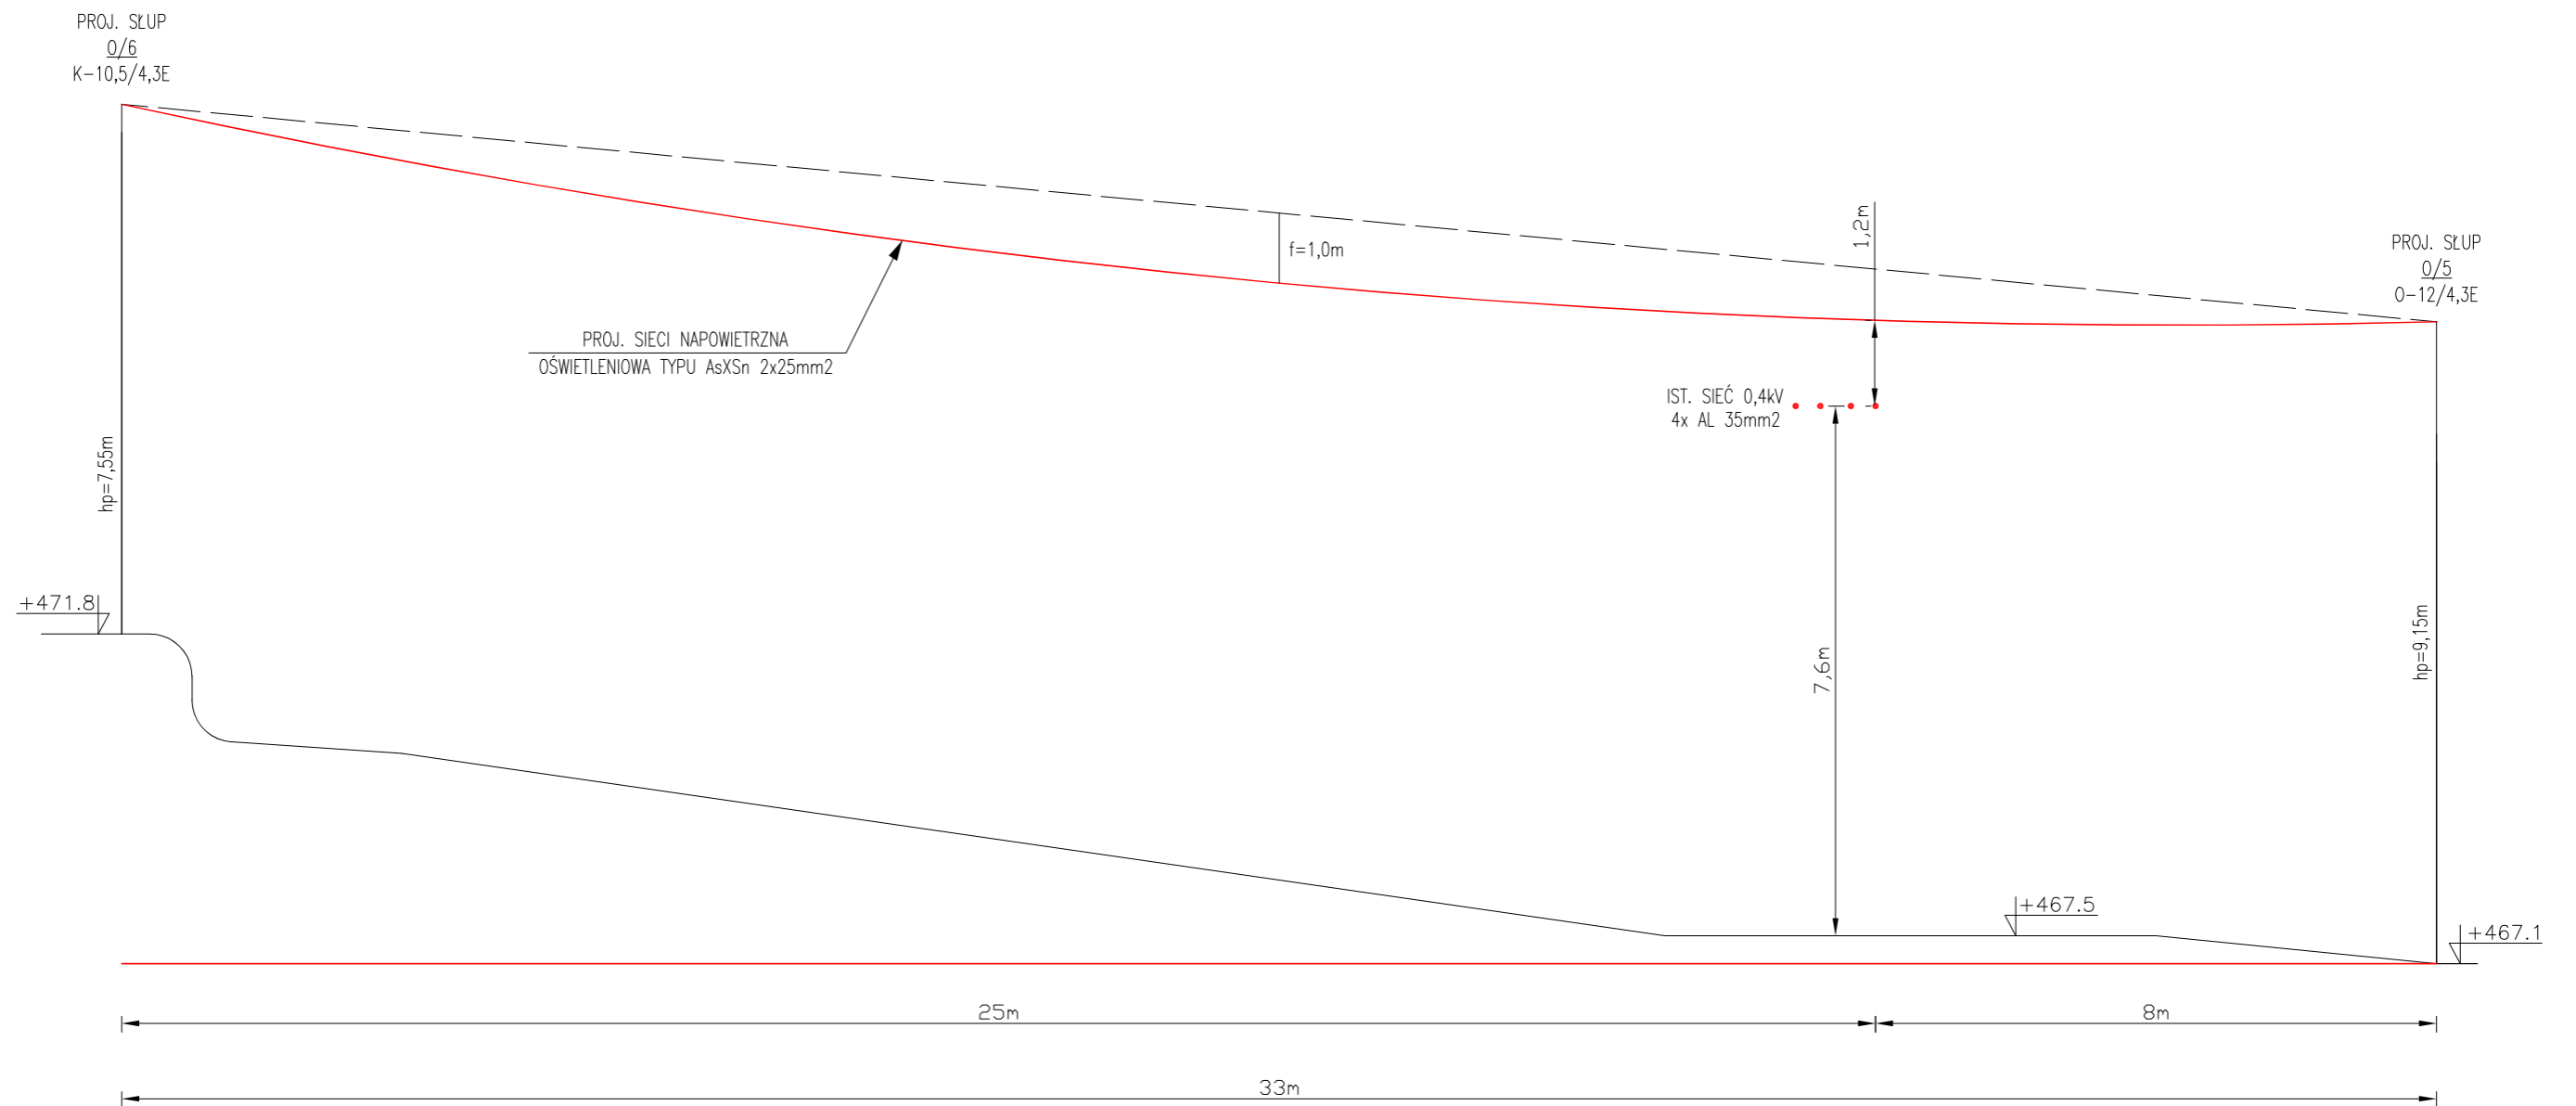 PROJ. SŁUP
0/6
K-10,5/4,3E
1,2m
f=1,0m
PROJ. SŁUP
0/5
O-12/4,3E
PROJ. SIECI NAPOWIETRZNA
OŚWIETLENIOWA TYPU AsXSn 2x25mm2
IST. SIEĆ 0,4kV
4x AL 35mm2
hp=7,55m
+471.8
7,6m
hp=9,15m
+467.5
+467.1
25m
8m
33m